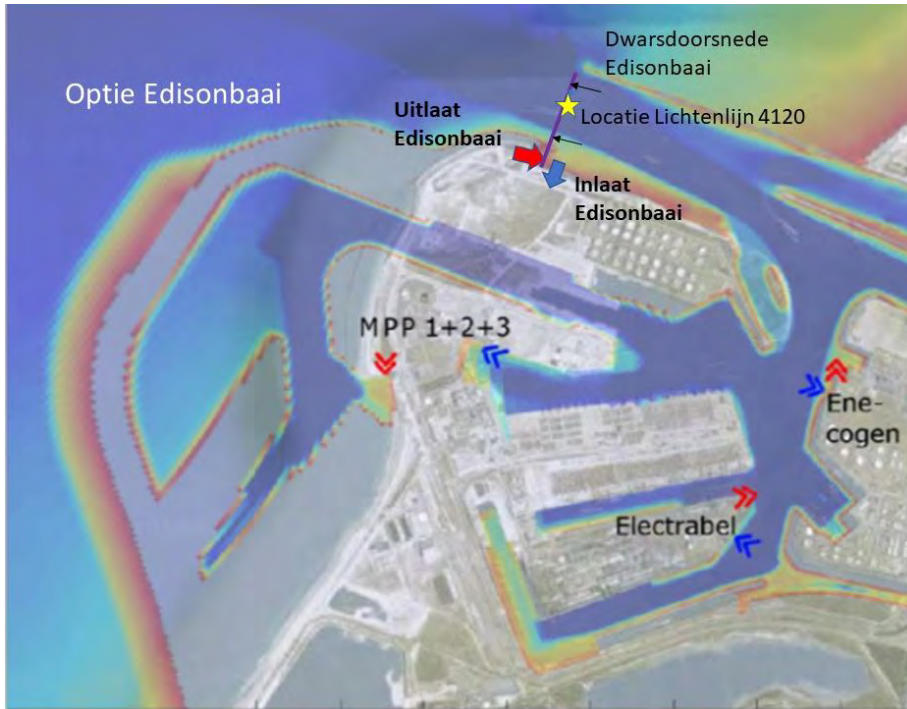 Dwarsdoorsnede
Edisonbaai
Optie Edisonbaai
Uitlaat
Edisonbaai
Locatie Lichtenlijn 4120
Inlaat
Edisonbaai
MPP 1+2+3
Ene-
cogen
Electrabel